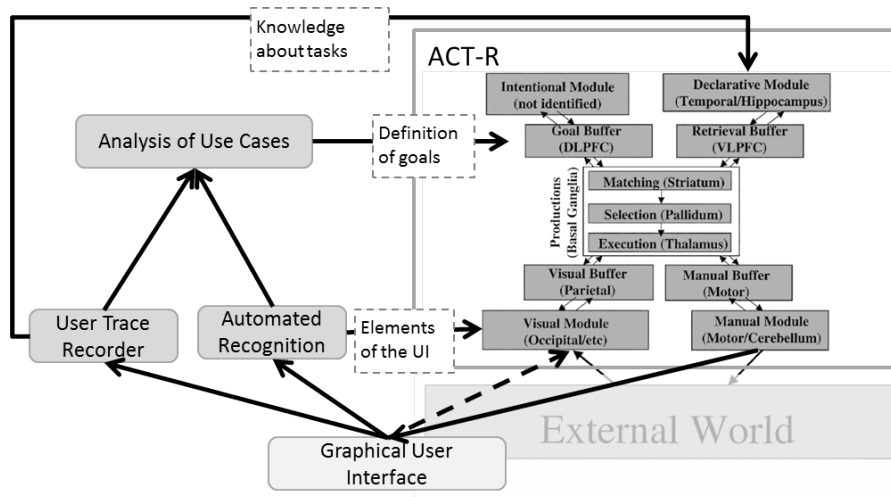 Knowledge
about tasks
ACT-R
Intentional Module
(not identified)
Declarative Module
(Temporal/Hippocampus)
Analysis of Use Cases
Definition
of goals
Goal Buffer
(DLPFC)
Retrieval Buffer
(VLPFC)
Productions
(Basal Ganglia)
Matching (Striatum)
Selection (Pallidum)
Execution (Thalamus)
Visual Buffer
(Parietal)
Manual Buffer
(Motor)
User Trace
Recorder
Automated
Recognition
Elements
of the UI
Visual Module
(Occipital/etc)
Manual Module
(Motor/Cerebellum)
External World
Graphical User
Interface